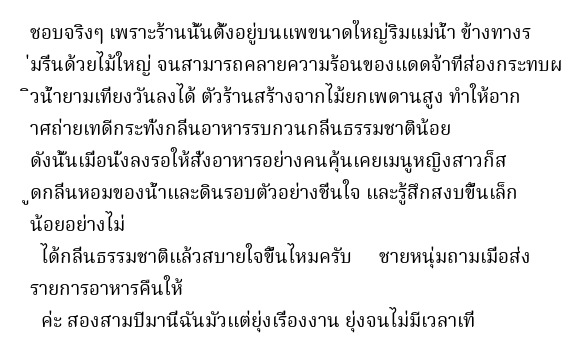 ชอบจริงๆ เพราะร้านนั้นตั้งอยู่บนแพขนาดใหญ่ริมแม่น้ำ ข้างทางร
่มรื่นด้วยไม้ใหญ่ จนสามารถคลายความร้อนของแดดจ้าที่ส่องกระทบผ
ิวน้ำยามเที่ยงวันลงได้ ตัวร้านสร้างจากไม้ยกเพดานสูง ทำให้อาก
าศถ่ายเทดีกระทั่งกลิ่นอาหารรบกวนกลิ่นธรรมชาติน้อย
ดังนั้นเมื่อนั่งลงรอให้สั่งอาหารอย่างคนคุ้นเคยเมนูหญิงสาวก็ส
ูดกลิ่นหอมของน้ำและดินรอบตัวอย่างชื่นใจ และรู้สึกสงบขึ้นเล็ก
น้อยอย่างไม่
ได้กลิ่นธรรมชาติแล้วสบายใจขึ้นไหมครับ ชายหนุ่มถามเมื่อส่ง
รายการอาหารคืนให้
ค่ะ สองสามปีมานี่ฉันมัวแต่ยุ่งเรื่องงาน ยุ่งจนไม่มีเวลาเที่